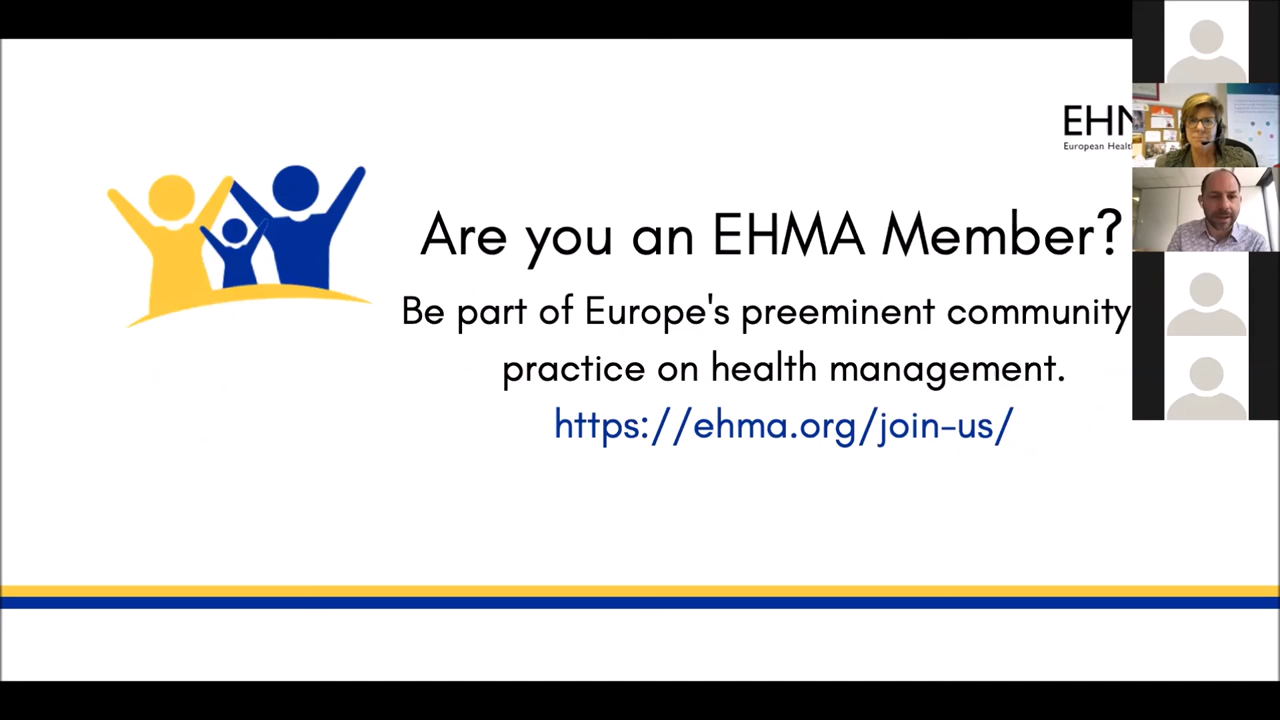 EHM
European Healt
Are you an EHMA Member?
Be part of Europe's preeminent community
practice on health management.
https://ehma.org/join-us/